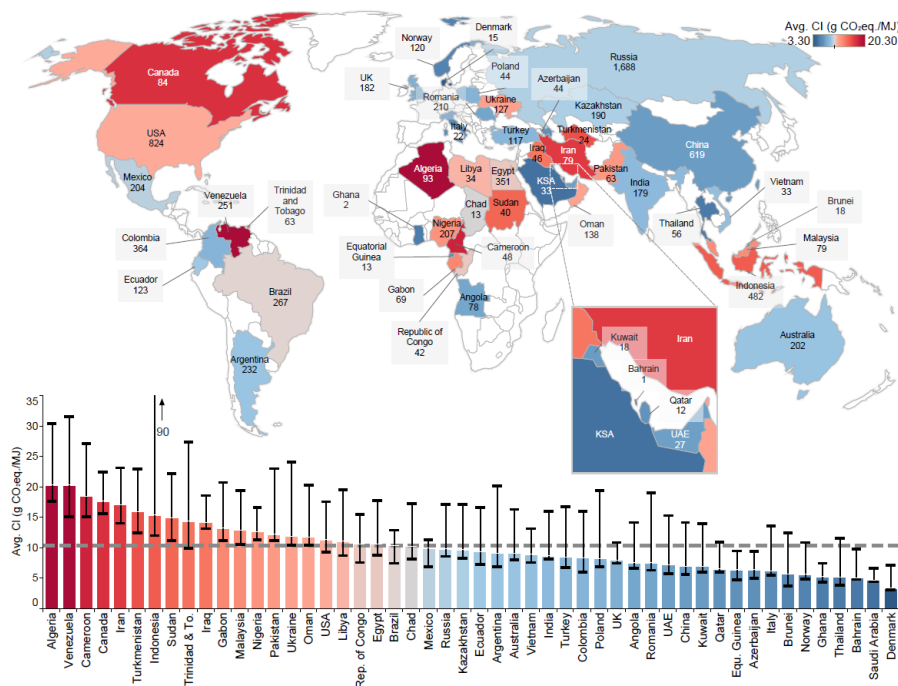 Avg. CI (g CO₂eq./MJ)
3.30
20.30
Denmark
15
Norway
120
Russia
1,688
Canada
84
Poland
44
UK
182
Azerbaijan
44
Romania
210
Ukraine
127
Kazakhstan
190
USA
824
Italy
22
Turkey
117
Turkmenistan
24
China
619
Iraq
46
Iran
79
Algeria
93
Libya
34
Egypt
351
Pakistan
63
KSA
33
India
179
Vietnam
33
Mexico
204
Venezuela
251
Trinidad
and
Tobago
63
Ghana
2
Chad
13
Sudan
40
Brunei
18
Nigeria
207
Oman
138
Thailand
56
Colombia
364
Malaysia
79
Equatorial
Guinea
13
Cameroon
48
Ecuador
123
Indonesia
482
Brazil
267
Gabon
69
Angola
78
Republic of
Congo
42
Australia
202
Argentina
232
Kuwait
18
Iran
Bahrain
1
Qatar
12
KSA
UAE
27
Avg. CI (g CO₂eq./MJ)
35
30
25
20
15
10
5
0
90
Algeria
Venezuela
Cameroon
Canada
Iran
Turkmenistan
Indonesia
Sudan
Trinidad & To.
Iraq
Gabon
Malaysia
Nigeria
Pakistan
Ukraine
Oman
USA
Libya
Rep. of Congo
Egypt
Brazil
Chad
Mexico
Russia
Kazakhstan
Ecuador
Argentina
Australia
Vietnam
India
Turkey
Colombia
Poland
UK
Angola
Romania
UAE
China
Kuwait
Qatar
Equ. Guinea
Azerbaijan
Italy
Brunei
Norway
Ghana
Thailand
Bahrain
Saudi Arabia
Denmark